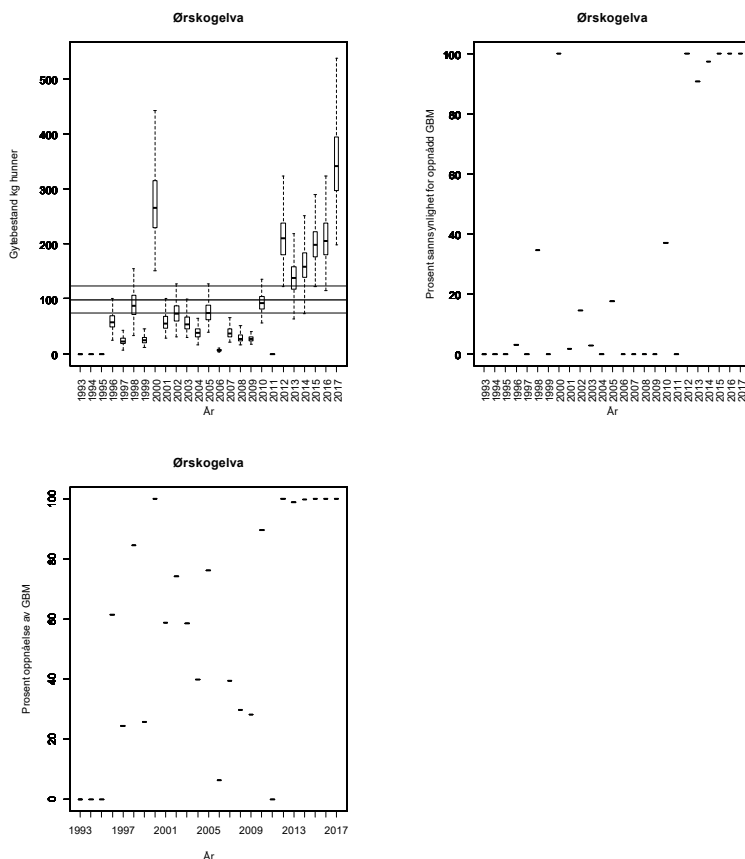 Ørskogelva
Gytebestand kg hunner
500
400
300
200
100
0
1993 1994 1995 1996 1997 1998 1999 2000 2001 2002 2003 2004 2005 2006 2007 2008 2009 2010 2011 2012 2013 2014 2015 2016 2017
År
Ørskogelva
Prosent sannsynlighet for oppnådd GBM
100
80
60
40
20
0
1993 1994 1995 1996 1997 1998 1999 2000 2001 2002 2003 2004 2005 2006 2007 2008 2009 2010 2011 2012 2013 2014 2015 2016 2017
År
Ørskogelva
Prosent oppnåelse av GBM
100
80
60
40
20
0
1993 1997 2001 2005 2009 2013 2017
År